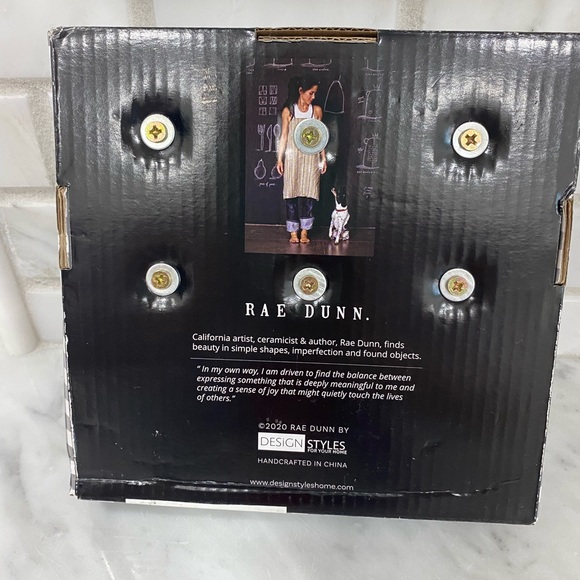 RAE DUNN.
California artist, ceramicist & author, Rae Dunn, finds
beauty in simple shapes, imperfection and found objects.
"In my own way, I am driven to find the balance between
expressing something that is deeply meaningful to me and
creating a sense of joy that might quietly touch the lives
of others."
©2020 RAE DUNN BY
DESIGN STYLES
FOR YOUR HOME
HANDCRAFTED IN CHINA
www.designstyleshome.com